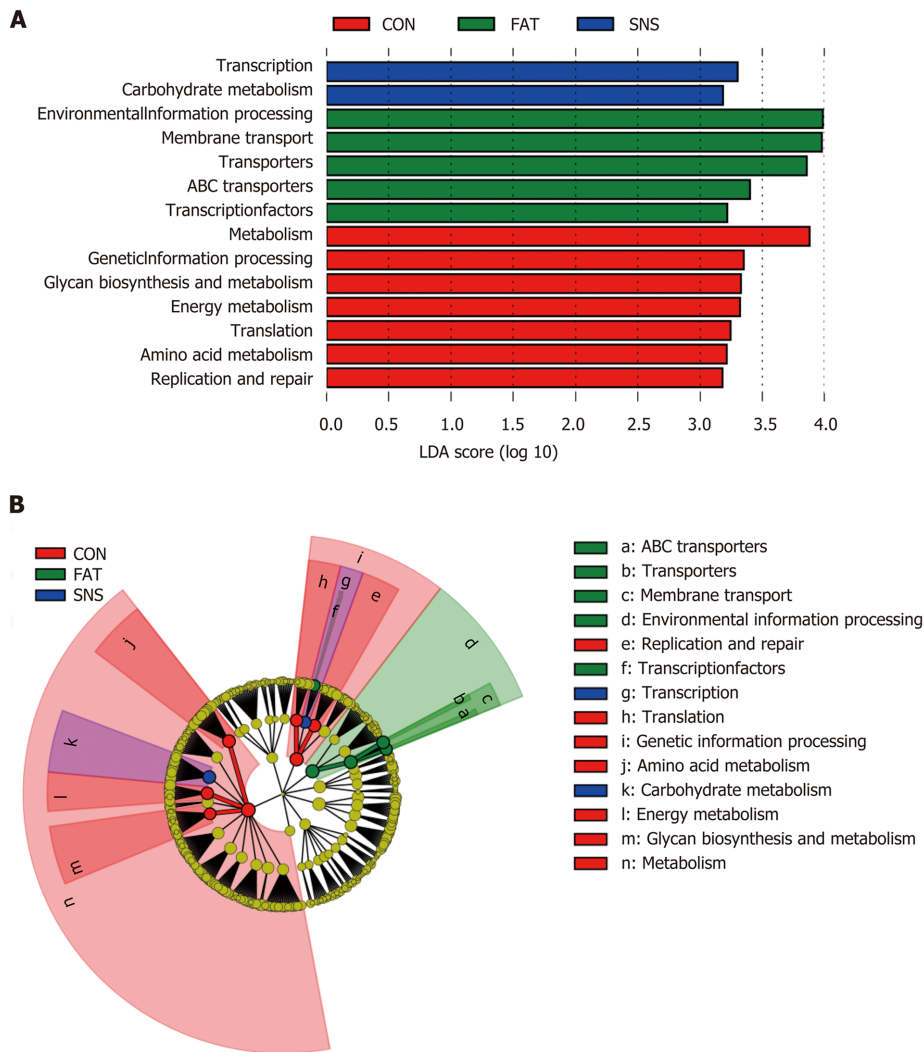 A
CON FAT SNS
Transcription
Carbohydrate metabolism
EnvironmentalInformation processing
Membrane transport
Transporters
ABC transporters
Transcriptionfactors
Metabolism
GeneticInformation processing
Glycan biosynthesis and metabolism
Energy metabolism
Translation
Amino acid metabolism
Replication and repair
0.0 0.5 1.0 1.5 2.0 2.5 3.0 3.5 4.0
LDA score (log 10)
B
CON
FAT
SNS
i
h
g
f
e
d
c
b
a
j
k
l
m
n
a: ABC transporters
b: Transporters
c: Membrane transport
d: Environmental information processing
e: Replication and repair
f: Transcriptionfactors
g: Transcription
h: Translation
i: Genetic information processing
j: Amino acid metabolism
k: Carbohydrate metabolism
l: Energy metabolism
m: Glycan biosynthesis and metabolism
n: Metabolism